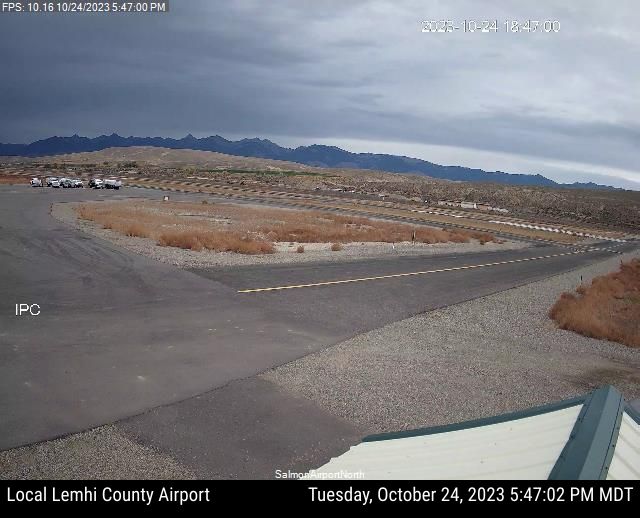 FPS: 10.16 10/24/2023 5:47:00 PM
2023-10-24 18:47:00
IPC
SalmonAirportNorth
Local Lemhi County Airport
Tuesday, October 24, 2023 5:47:02 PM MDT